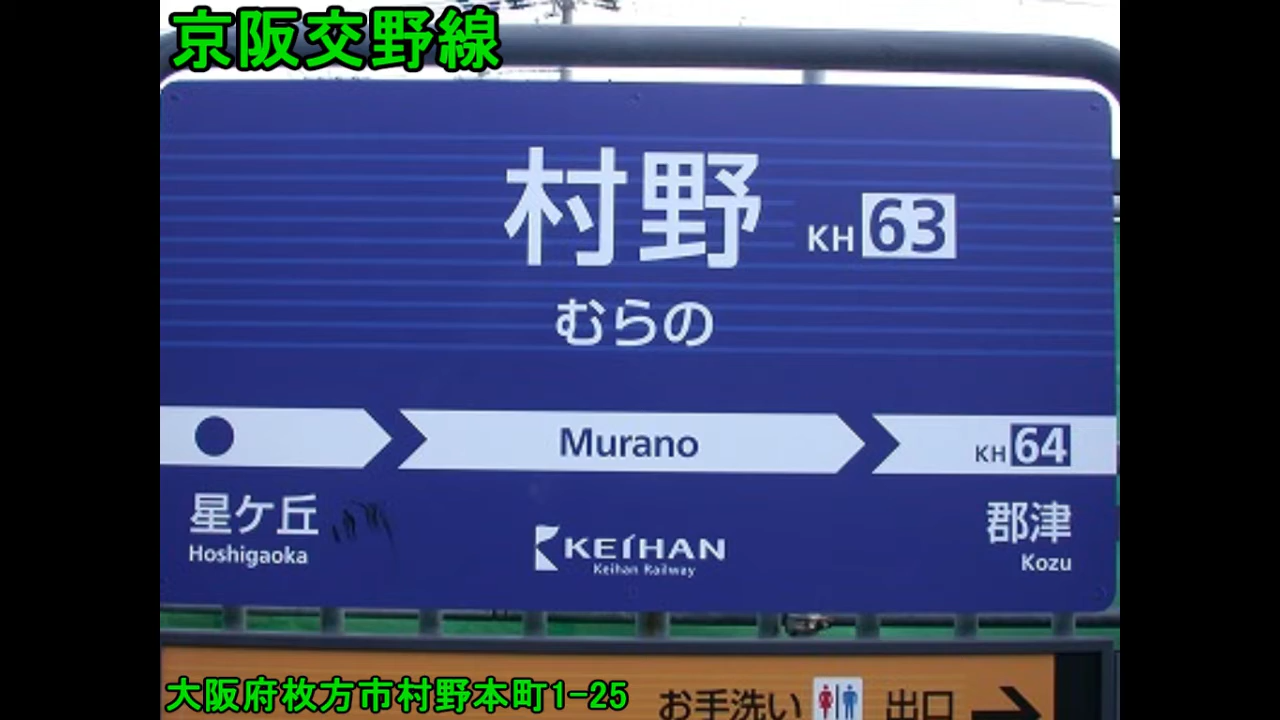 京阪交野線
村野 KH 63
むらの
Murano
KH 64
星ケ丘
郡津
Hoshigaoka
Kozu
KEIHAN
Keihan Railway
大阪府枚方市村野本町1-25
お手洗い 出口